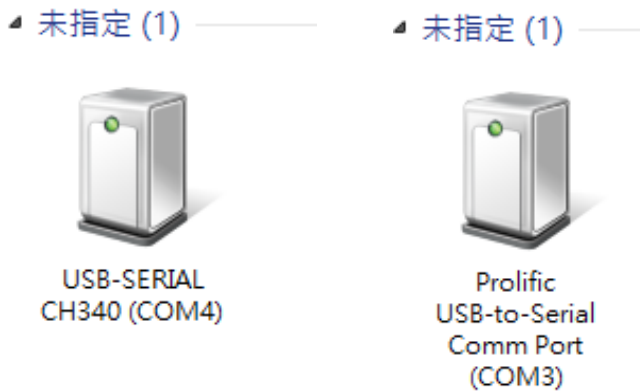 未指定 (1)
USB-SERIAL
CH340 (COM4)
未指定 (1)
Prolific
USB-to-Serial
Comm Port
(COM3)